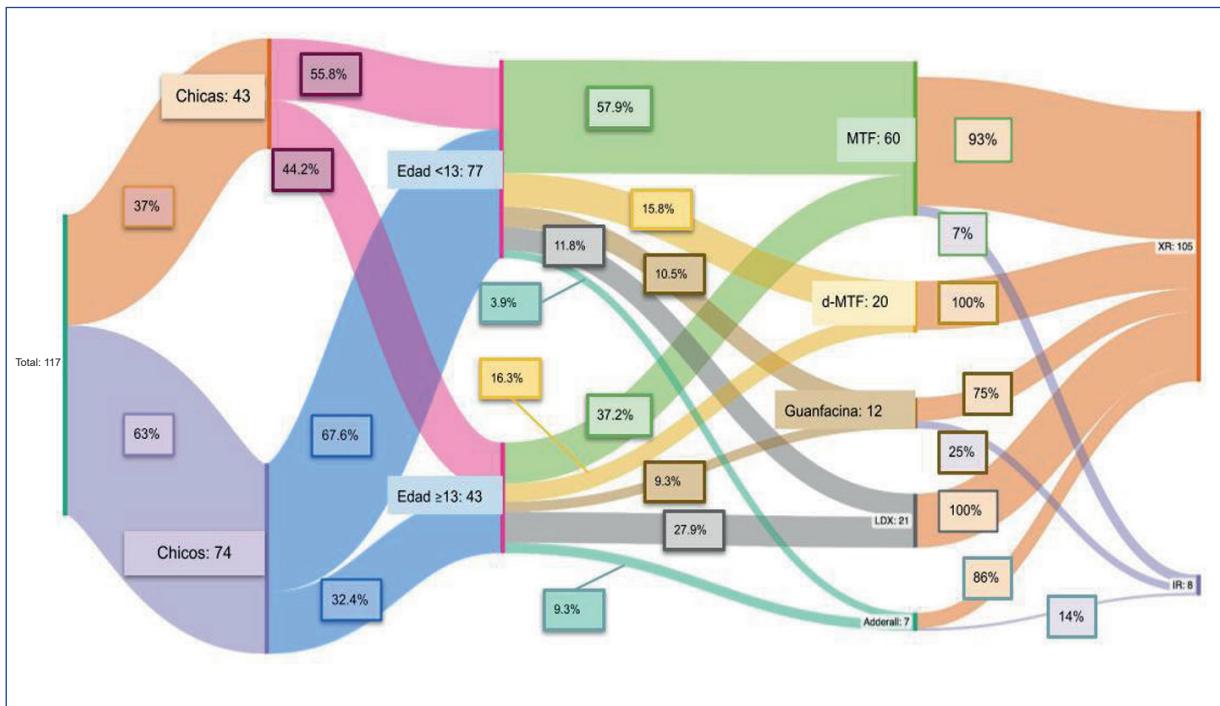 Total: 117
37%
63%
Chicas: 43
Chicos: 74
55.8%
44.2%
67.6%
32.4%
Edad <13: 77
Edad ≥13: 43
57.9%
15.8%
11.8%
10.5%
3.9%
16.3%
37.2%
9.3%
27.9%
9.3%
MTF: 60
d-MTF: 20
Guanfacina: 12
LDX: 21
Adderall: 7
93%
7%
100%
75%
25%
100%
86%
14%
XR: 105
IR: 8